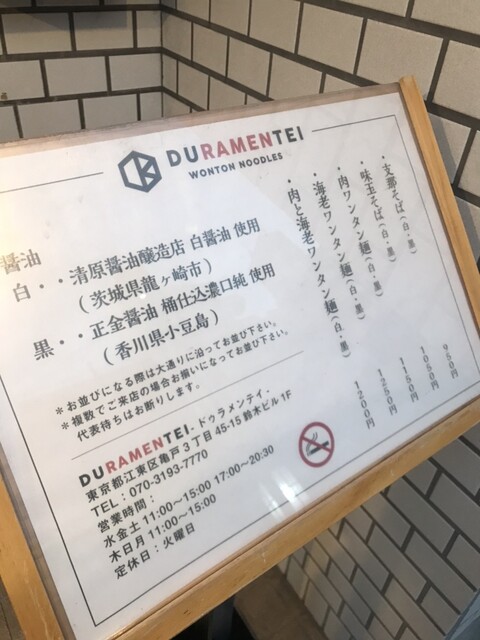 DURAMENTEI
WONTON NOODLES
醤油
白・・清原醤油醸造店 白醤油 使用
(茨城県龍ヶ崎市)
黒・・正金醤油 桶仕込濃口純 使用
(香川県小豆島)
・支那そば(白・黒) 950円
・味玉そば(白・黒) 1050円
・肉ワンタン麺(白・黒) 1150円
・海老ワンタン麺(白・黒) 1250円
・肉と海老ワンタン麺(白・黒) 1200円
＊お並びになる際は大通りに沿ってお並び下さい。
＊複数でご来店の場合お揃いになってお並び下さい。
代表待ちはお断りします。
DURAMENTEI・ドゥラメンティ・
東京都江東区亀戸3丁目45-15 鈴木ビル1F
TEL：070-3193-7770
営業時間：
水金土 11:00～15:00 17:00～20:30
木日月 11:00～15:00
定休日：火曜日